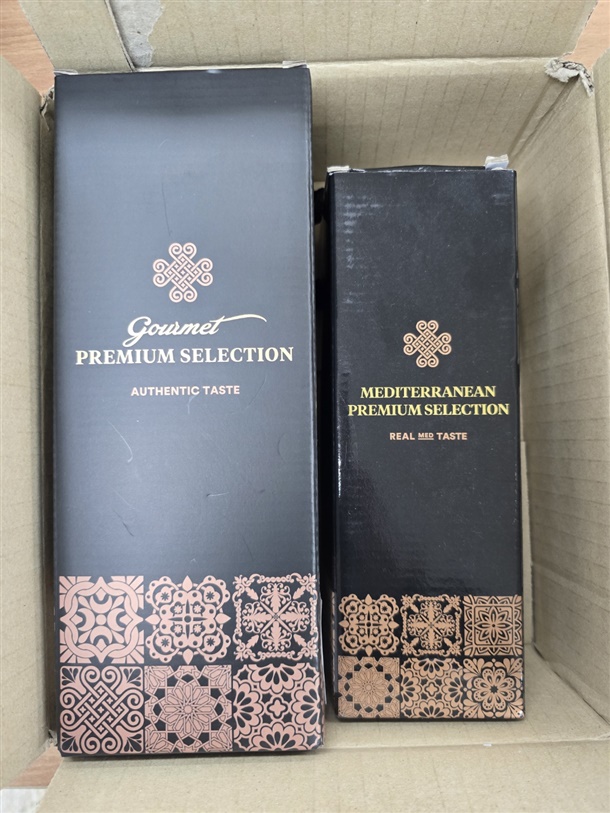 Gourmet
PREMIUM SELECTION
AUTHENTIC TASTE
MEDITERRANEAN
PREMIUM SELECTION
REAL MED TASTE